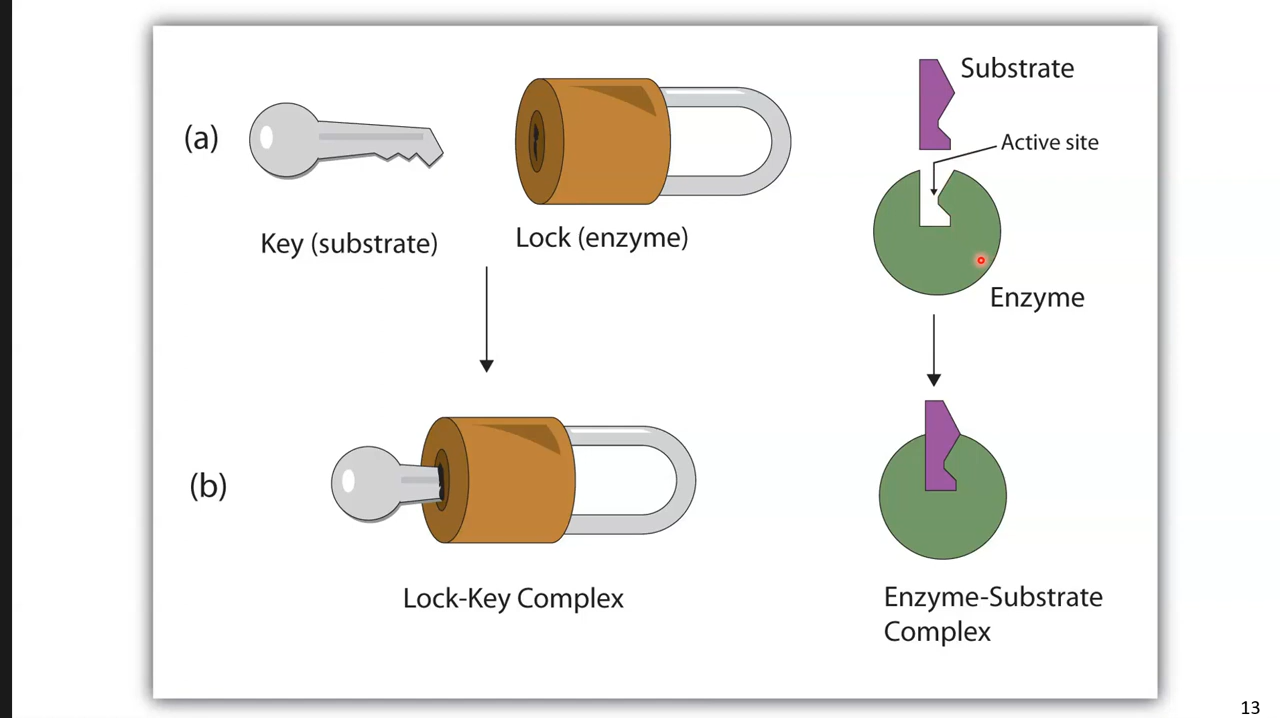 (a)
Key (substrate)
Lock (enzyme)
Substrate
Active site
Enzyme
(b)
Lock-Key Complex
Enzyme-Substrate
Complex
13